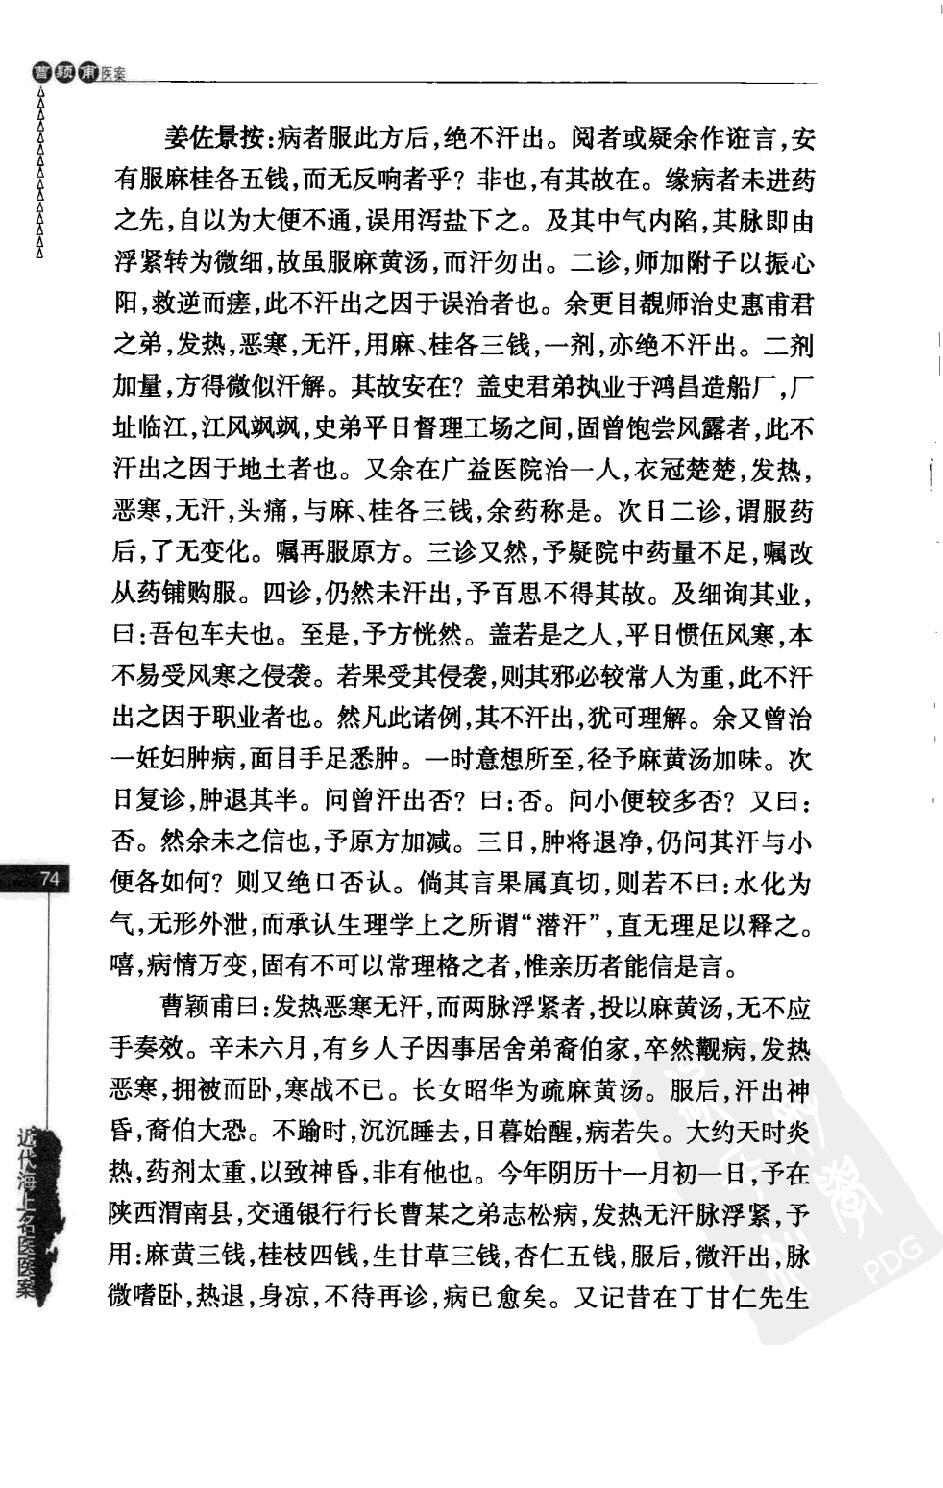 曹颖甫医案
姜佐景按:病者服此方后,绝不汗出。阅者或疑余作诳言,安
有服麻桂各五钱,而无反响者乎?非也,有其故在。缘病者未进药
之先,自以为大便不通,误用泻盐下之。及其中气内陷,其脉即由
浮紧转为微细,故虽服麻黄汤,而汗勿出。二诊,师加附子以振心
阳,救逆而瘥,此不汗出之因于误治者也。余更目覩师治史惠甫君
之弟,发热,恶寒,无汗,用麻、桂各三钱,一剂,亦绝不汗出。二剂
加量,方得微似汗解。其故安在?盖史君弟执业于鸿昌造船厂,厂
址临江,江风飒飒,史弟平日督理工场之间,固曾饱尝风露者,此不
汗出之因于地土者也。又余在广益医院治一人,衣冠楚楚,发热,
恶寒,无汗,头痛,与麻、桂各三钱,余药称是。次日二诊,谓服药
后,了无变化。嘱再服原方。三诊又然,予疑院中药量不足,嘱改
从药铺购服。四诊,仍然未汗出,予百思不得其故。及细询其业,
曰:吾包车夫也。至是,予方恍然。盖若是之人,平日惯伍风寒,本
不易受风寒之侵袭。若果受其侵袭,则其邪必较常人为重,此不汗
出之因于职业者也。然凡此诸例,其不汗出,犹可理解。余又曾治
一妊妇肿病,面目手足悉肿。一时意想所至,径予麻黄汤加味。次
日复诊,肿退其半。问曾汗出否?曰:否。问小便较多否?又曰:
否。然余未之信也,予原方加减。三日,肿将退净,仍问其汗与小
便各如何?则又绝口否认。倘其言果属真切,则若不曰:水化为
气,无形外泄,而承认生理学上之所谓“潜汗”,直无理足以释之。
嘻,病情万变,固有不可以常理格之者,惟亲历者能信是言。
曹颖甫曰:发热恶寒无汗,而两脉浮紧者,投以麻黄汤,无不应
手奏效。辛未六月,有乡人子因事居舍弟裔伯家,卒然觏病,发热
恶寒,拥被而卧,寒战不已。长女昭华为疏麻黄汤。服后,汗出神
昏,裔伯大恐。不踰时,沉沉睡去,日暮始醒,病若失。大约天时炎
热,药剂太重,以致神昏,非有他也。今年阴历十一月初一日,予在
陕西渭南县,交通银行行长曹某之弟志松病,发热无汗脉浮紧,予
用:麻黄三钱,桂枝四钱,生甘草三钱,杏仁五钱,服后,微汗出,脉
微嗜卧,热退,身凉,不待再诊,病已愈矣。又记昔在丁甘仁先生
74
近代海上名医医案
PDG